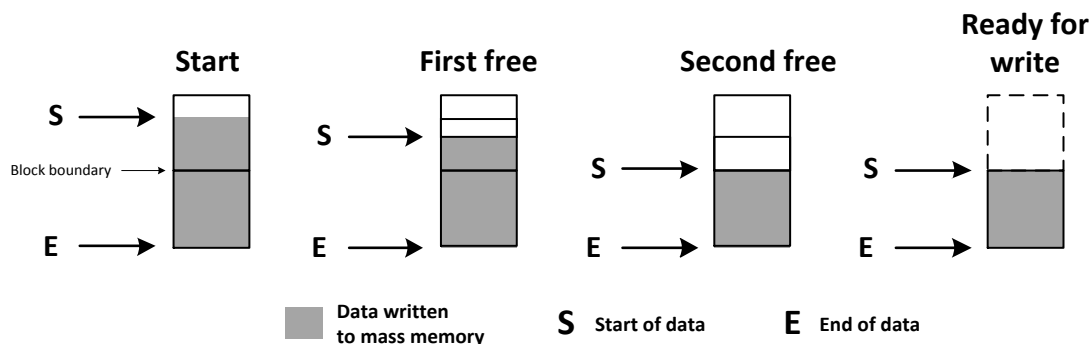 Start
First free
Second free
Ready for
write
S
S
Block boundary
S
S
E
E
E
E
Data written
to mass memory
S Start of data
E End of data